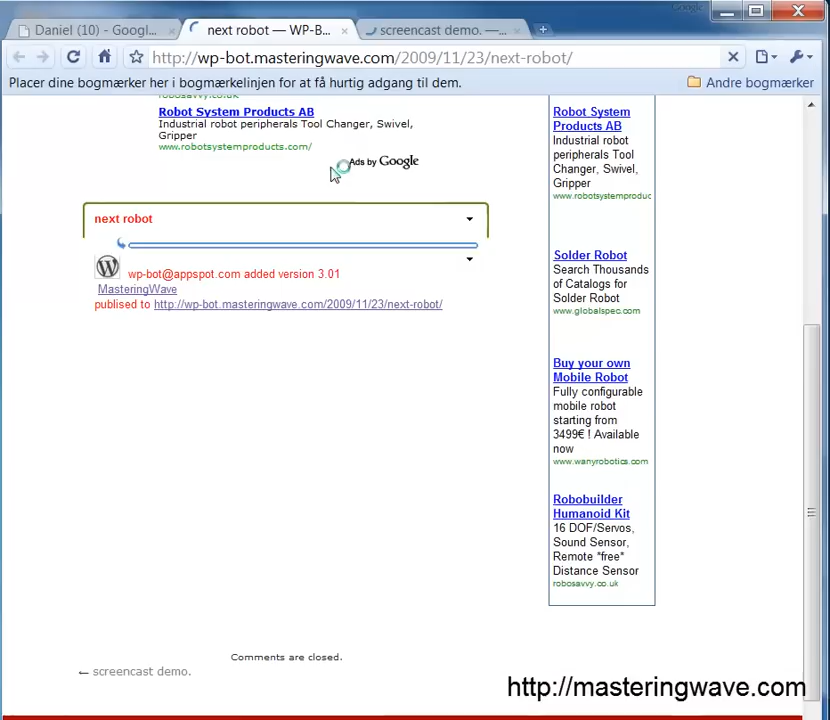 Google
Daniel (10) - Googl...
next robot — WP-B...
screencast demo. —...
http://wp-bot.masteringwave.com/2009/11/23/next-robot/
Placer dine bogmærker her i bogmærkelinjen for at få hurtig adgang til dem.
Andre bogmærker
robosavvy.co.uk
Robot System Products AB
Industrial robot peripherals Tool Changer, Swivel,
Gripper
www.robotsystemproducts.com/
Ads by Google
next robot
wp-bot@appspot.com added version 3.01
MasteringWave
publised to http://wp-bot.masteringwave.com/2009/11/23/next-robot/
Robot System
Products AB
Industrial robot
peripherals Tool
Changer, Swivel,
Gripper
www.robotsystemproduc
Solder Robot
Search Thousands
of Catalogs for
Solder Robot
www.globalspec.com
Buy your own
Mobile Robot
Fully configurable
mobile robot
starting from
3499€ ! Available
now
www.wanyrobotics.com
Robobuilder
Humanoid Kit
16 DOF/Servos,
Sound Sensor,
Remote *free*
Distance Sensor
robosavvy.co.uk
Comments are closed.
← screencast demo.
http://masteringwave.com